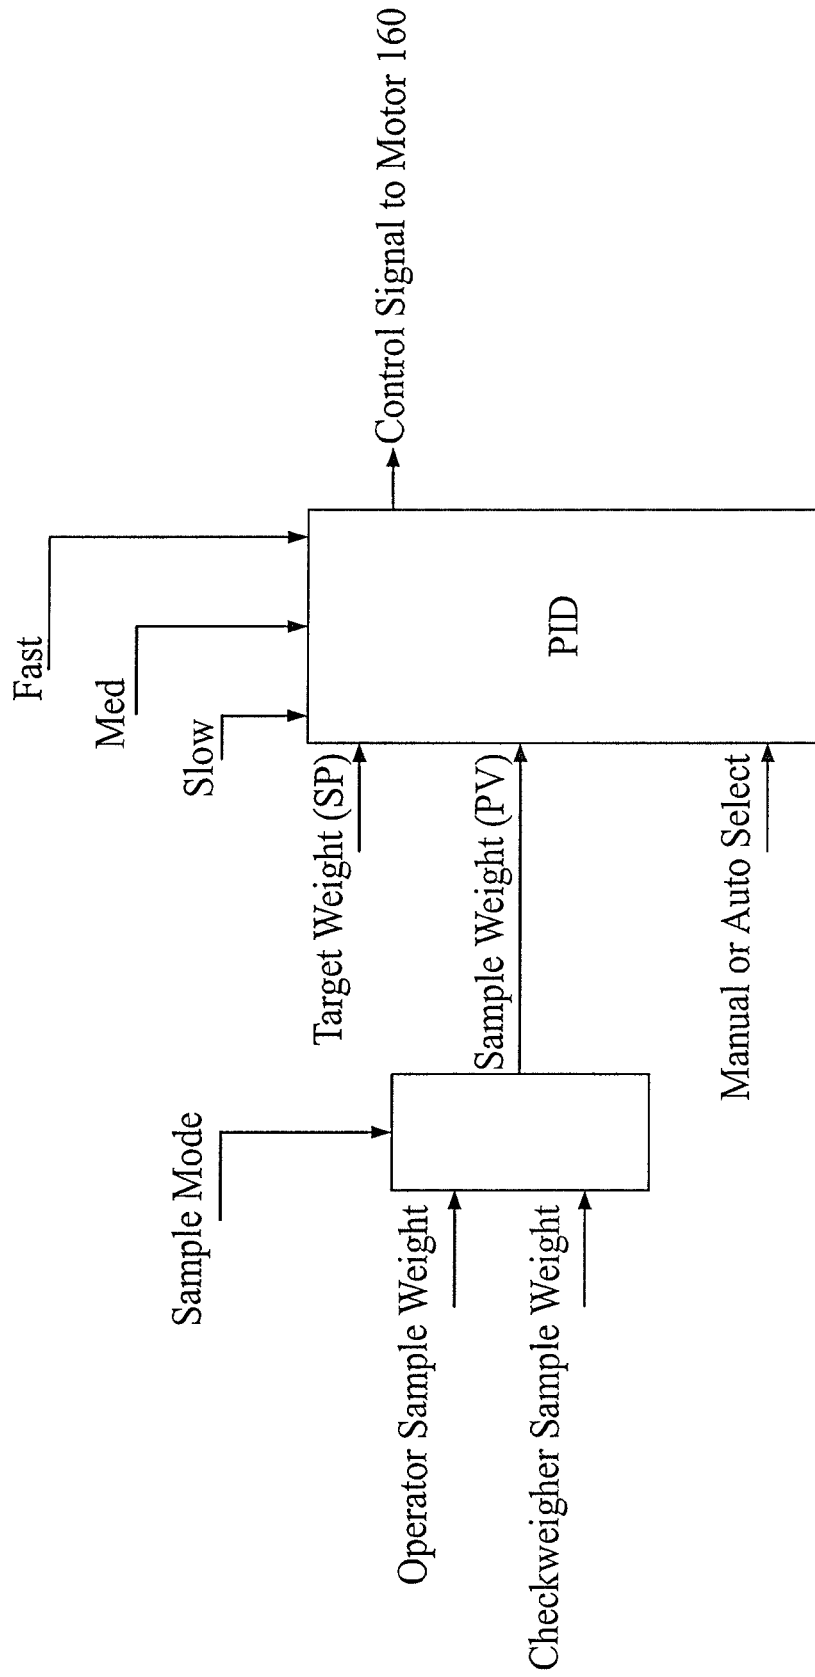 Fast
Med
Slow
Control Signal to Motor 160
Target Weight (SP)
PID
Sample Mode
Sample Weight (PV)
Operator Sample Weight
Checkweigher Sample Weight
Manual or Auto Select